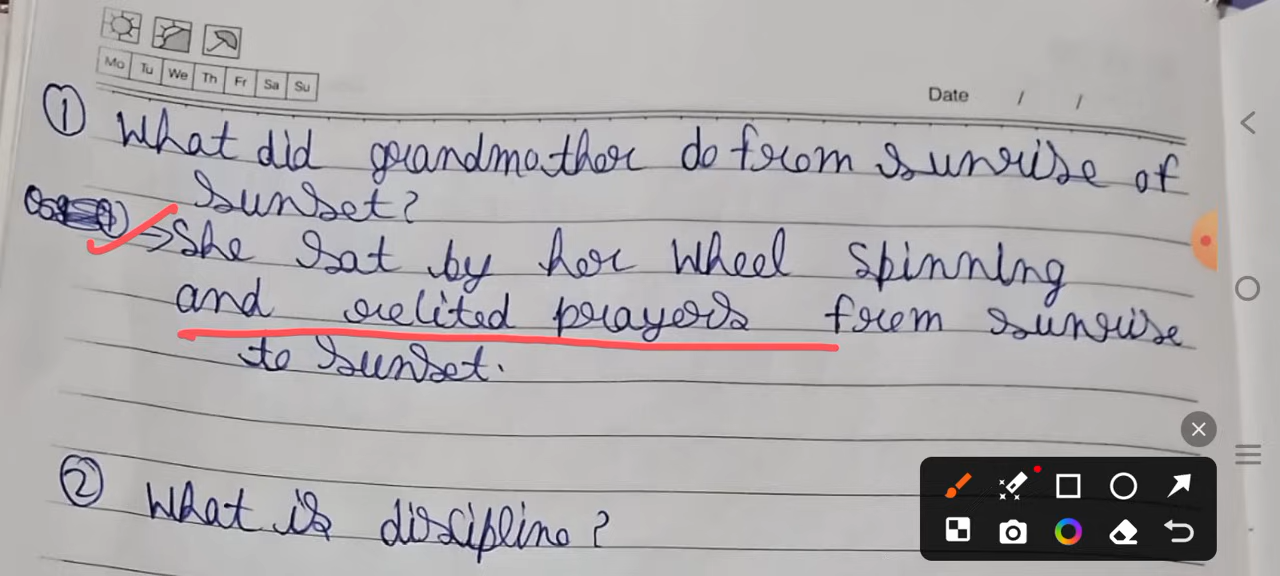 Mo Tu We Th Fr Sa Su
Date / /
① What did grandmother do from sunrise of
sunset?
→ She sat by her wheel spinning
and relited prayers from sunrise
to sunset.
② What is discipline?